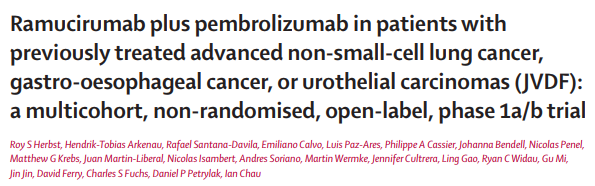 Ramucirumab plus pembrolizumab in patients with
previously treated advanced non-small-cell lung cancer,
gastro-oesophageal cancer, or urothelial carcinomas (JVDF):
a multicohort, non-randomised, open-label, phase 1a/b trial
Roy S Herbst, Hendrik-Tobias Arkenau, Rafael Santana-Davila, Emiliano Calvo, Luis Paz-Ares, Philippe A Cassier, Johanna Bendell, Nicolas Penel,
Matthew G Krebs, Juan Martin-Liberal, Nicolas Isambert, Andres Soriano, Martin Wermke, Jennifer Cultrera, Ling Gao, Ryan C Widau, Gu Mi,
Jin Jin, David Ferry, Charles S Fuchs, Daniel P Petrylak, Ian Chau